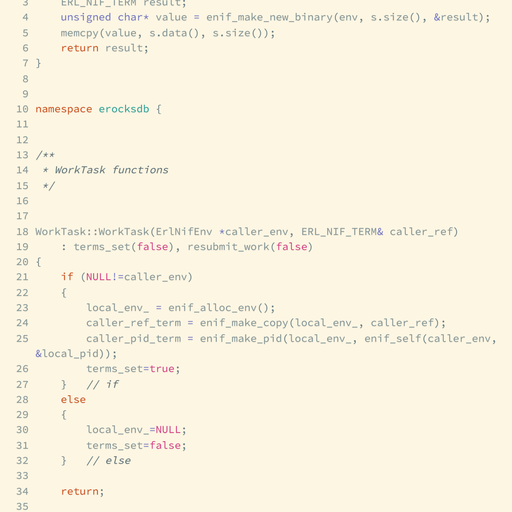 3 ERL_NIF_TERM result;
4 unsigned char* value = enif_make_new_binary(env, s.size(), &result);
5 memcpy(value, s.data(), s.size());
6 return result;
7 }
8
9
10 namespace erocksdb {
11
12
13 /**
14 * WorkTask functions
15 */
16
17
18 WorkTask::WorkTask(ErlNifEnv *caller_env, ERL_NIF_TERM& caller_ref)
19 : terms_set(false), resubmit_work(false)
20 {
21 if (NULL!=caller_env)
22 {
23 local_env_ = enif_alloc_env();
24 caller_ref_term = enif_make_copy(local_env_, caller_ref);
25 caller_pid_term = enif_make_pid(local_env_, enif_self(caller_env,
&local_pid));
26 terms_set=true;
27 } // if
28 else
29 {
30 local_env_=NULL;
31 terms_set=false;
32 } // else
33
34 return;
35